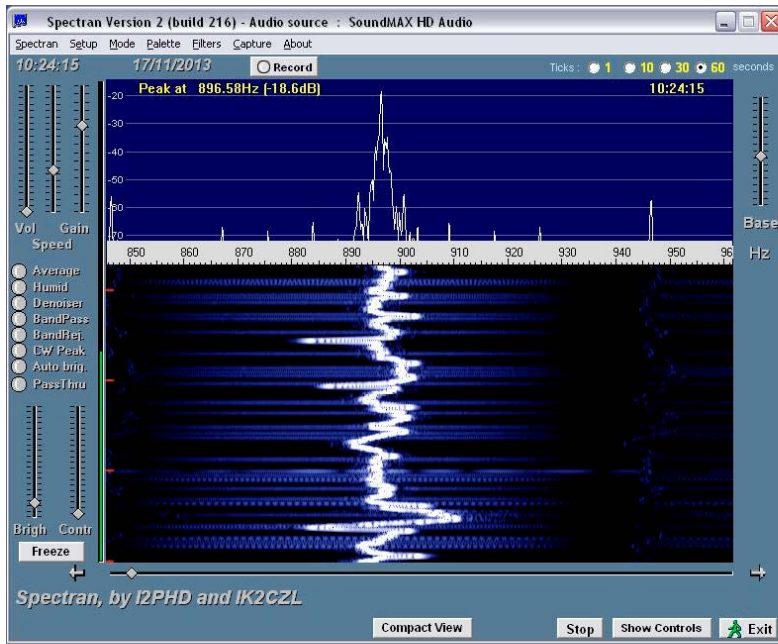 Spectran Version 2 (build 216) - Audio source : SoundMAX HD Audio
Spectran Setup Mode Palette Filters Capture About
10:24:15 17/11/2013 Record Ticks : 1 10 30 60 seconds
Peak at 896.58Hz (-18.6dB) 10:24:15
-20
-30
-40
-50
-60
-70
Vol Gain
Speed
Base
850 860 870 880 890 900 910 920 930 940 950 96
Hz
Average
Humid
Denoiser
BandPass
BandRej.
CW Peak
Auto brig.
PassThru
Brigh Contr
Freeze
Spectran, by I2PHD and IK2CZL
Compact View Stop Show Controls Exit